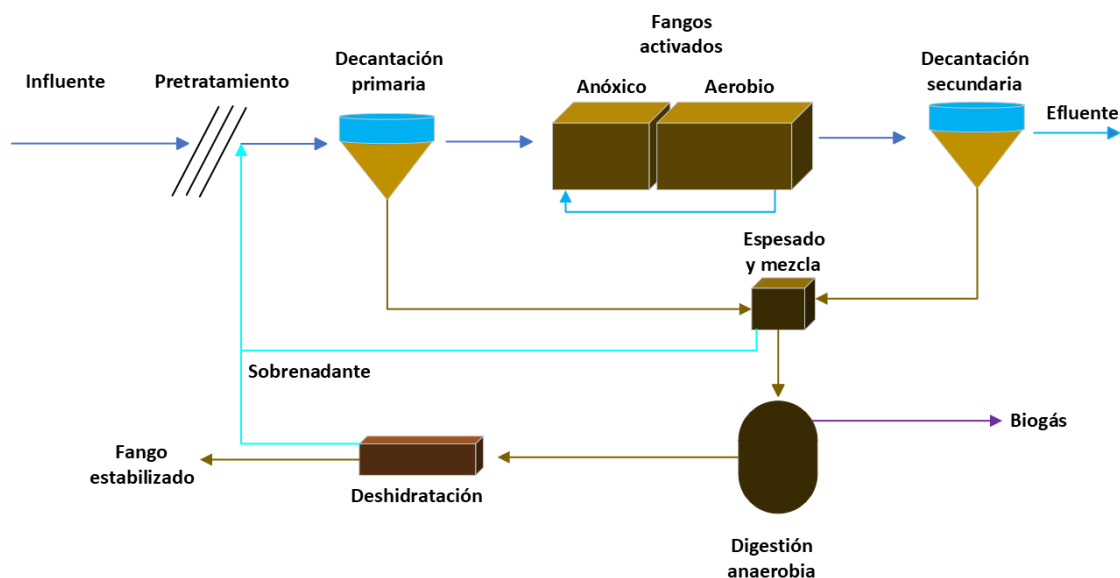 Fangos
activados
Decantación
primaria
Decantación
secundaria
Influente
Pretratamiento
Anóxico
Aerobio
Efluente
Espesado
y mezcla
Sobrenadante
Biogás
Fango
estabilizado
Deshidratación
Digestión
anaerobia